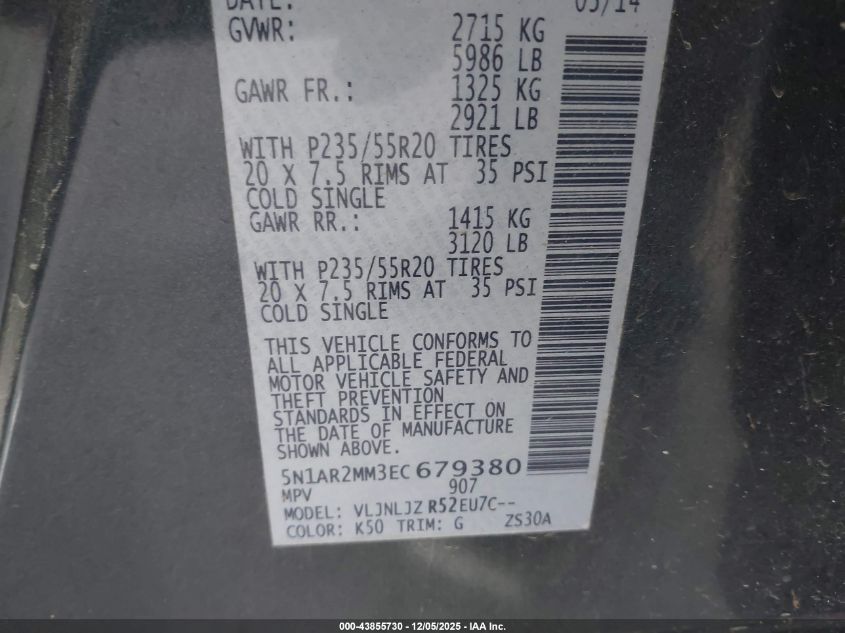 DATE: 05/14
GVWR: 2715 KG
5986 LB
GAWR FR.: 1325 KG
2921 LB
WITH P235/55R20 TIRES
20 X 7.5 RIMS AT 35 PSI
COLD SINGLE
GAWR RR.: 1415 KG
3120 LB
WITH P235/55R20 TIRES
20 X 7.5 RIMS AT 35 PSI
COLD SINGLE
THIS VEHICLE CONFORMS TO
ALL APPLICABLE FEDERAL
MOTOR VEHICLE SAFETY AND
THEFT PREVENTION
STANDARDS IN EFFECT ON
THE DATE OF MANUFACTURE
SHOWN ABOVE.
5N1AR2MM3EC679380
MPV 907
MODEL: VLJNLJZ R52EU7C--
COLOR: K50 TRIM: G ZS30A
000-43855730 - 12/05/2025 - IAA Inc.